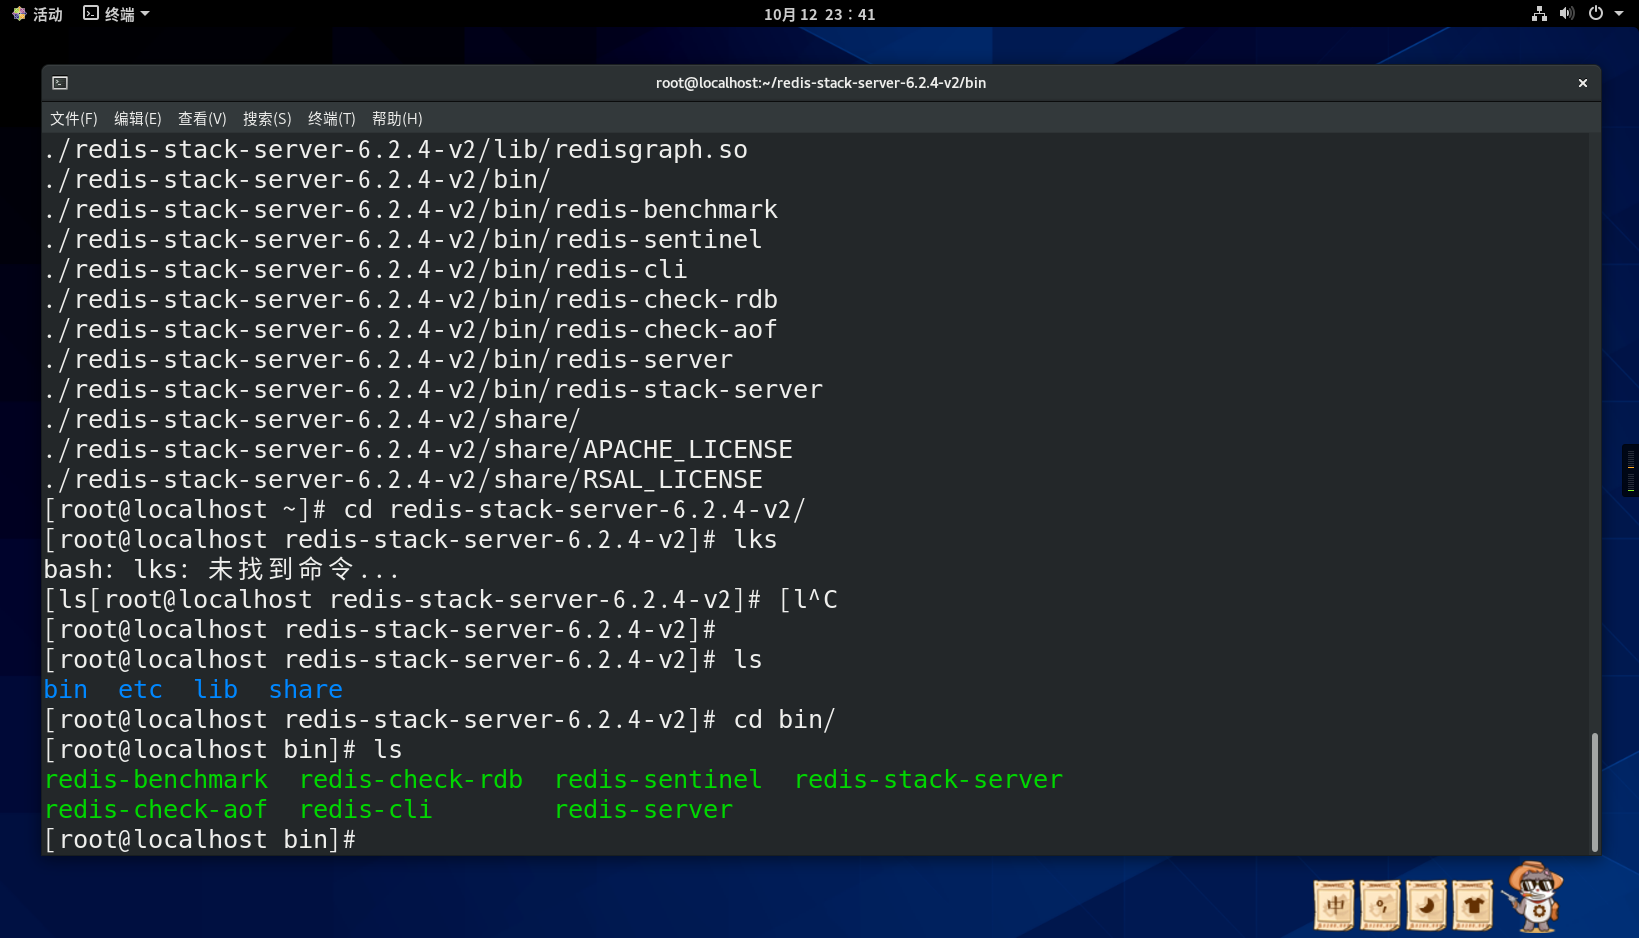 活动 终端 10月 12 23：41
root@localhost:~/redis-stack-server-6.2.4-v2/bin
文件(F) 编辑(E) 查看(V) 搜索(S) 终端(T) 帮助(H)
./redis-stack-server-6.2.4-v2/lib/redisgraph.so
./redis-stack-server-6.2.4-v2/bin/
./redis-stack-server-6.2.4-v2/bin/redis-benchmark
./redis-stack-server-6.2.4-v2/bin/redis-sentinel
./redis-stack-server-6.2.4-v2/bin/redis-cli
./redis-stack-server-6.2.4-v2/bin/redis-check-rdb
./redis-stack-server-6.2.4-v2/bin/redis-check-aof
./redis-stack-server-6.2.4-v2/bin/redis-server
./redis-stack-server-6.2.4-v2/bin/redis-stack-server
./redis-stack-server-6.2.4-v2/share/
./redis-stack-server-6.2.4-v2/share/APACHE_LICENSE
./redis-stack-server-6.2.4-v2/share/RSAL_LICENSE
[root@localhost ~]# cd redis-stack-server-6.2.4-v2/
[root@localhost redis-stack-server-6.2.4-v2]# lks
bash: lks: 未找到命令...
[ls[root@localhost redis-stack-server-6.2.4-v2]# [l^C
[root@localhost redis-stack-server-6.2.4-v2]#
[root@localhost redis-stack-server-6.2.4-v2]# ls
bin  etc  lib  share
[root@localhost redis-stack-server-6.2.4-v2]# cd bin/
[root@localhost bin]# ls
redis-benchmark  redis-check-rdb  redis-sentinel  redis-stack-server
redis-check-aof  redis-cli        redis-server
[root@localhost bin]#
中